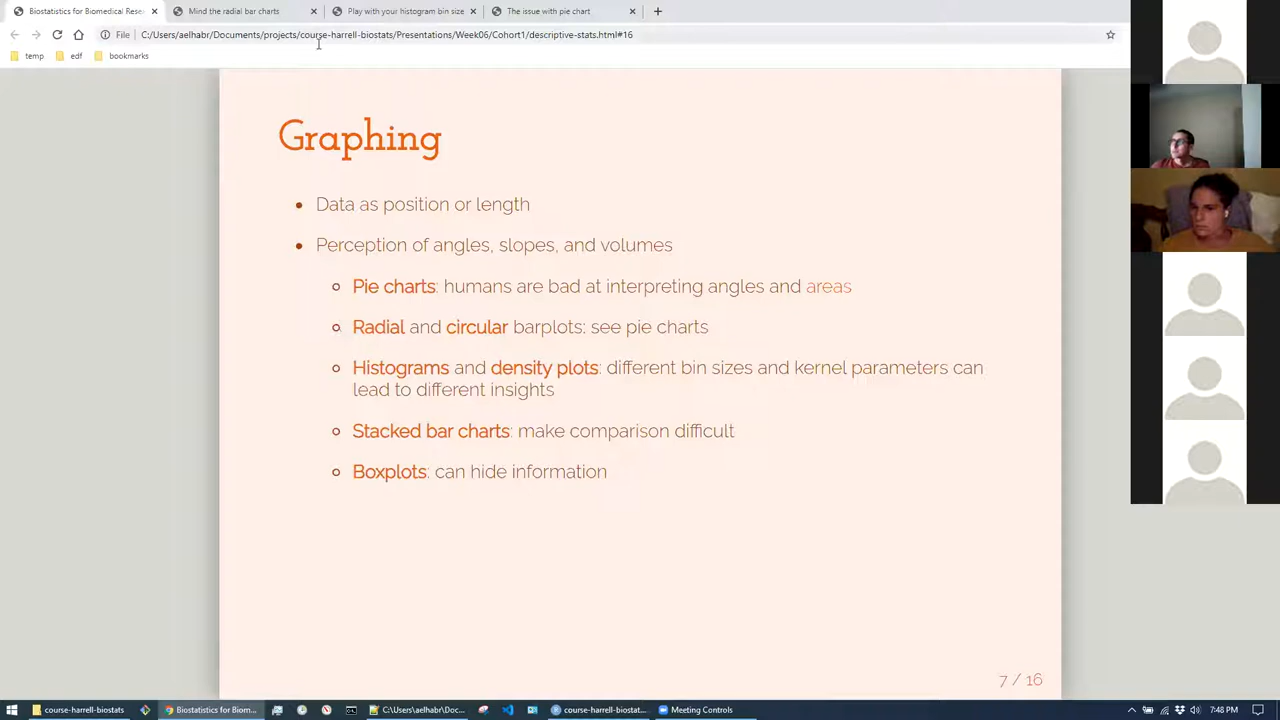 Biostatistics for Biomedical Rese
Mind the radial bar charts
Play with your histogram bin size
The issue with pie chart
File
C:/Users/aelhabr/Documents/projects/course-harrell-biostats/Presentations/Week06/Cohort1/descriptive-stats.html#16
temp
edf
bookmarks
Graphing
Data as position or length
Perception of angles, slopes, and volumes
Pie charts: humans are bad at interpreting angles and areas
Radial and circular barplots: see pie charts
Histograms and density plots: different bin sizes and kernel parameters can
lead to different insights
Stacked bar charts: make comparison difficult
Boxplots: can hide information
7 / 16
course-harrell-biostats
Biostatistics for Biom...
C:\Users\aelhabr\Doc...
course-harrell-biostat...
Meeting Controls
7:48 PM